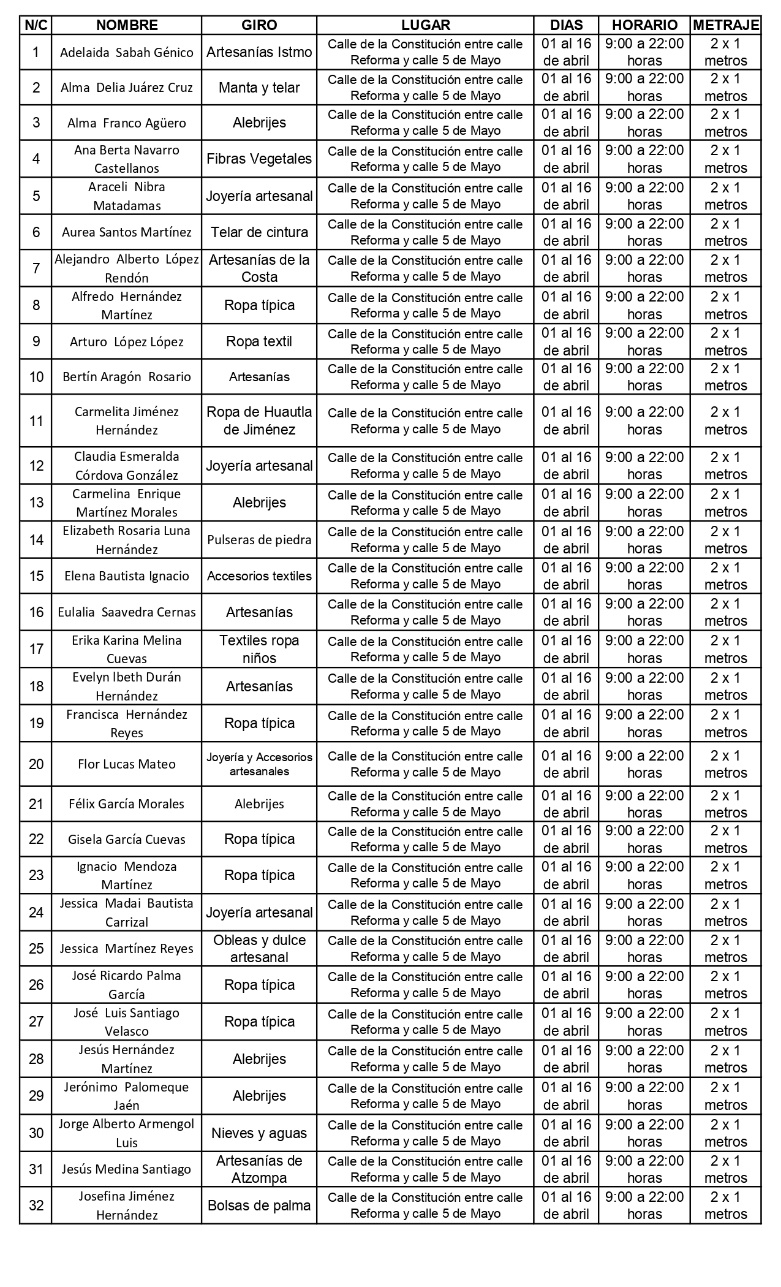 N/C NOMBRE GIRO LUGAR DIAS HORARIO METRAJE
1 Adelaida Sabah Génico Artesanías Istmo Calle de la Constitución entre calle Reforma y calle 5 de Mayo 01 al 16 de abril 9:00 a 22:00 horas 2 x 1 metros
2 Alma Delia Juárez Cruz Manta y telar Calle de la Constitución entre calle Reforma y calle 5 de Mayo 01 al 16 de abril 9:00 a 22:00 horas 2 x 1 metros
3 Alma Franco Agüero Alebrijes Calle de la Constitución entre calle Reforma y calle 5 de Mayo 01 al 16 de abril 9:00 a 22:00 horas 2 x 1 metros
4 Ana Berta Navarro Castellanos Fibras Vegetales Calle de la Constitución entre calle Reforma y calle 5 de Mayo 01 al 16 de abril 9:00 a 22:00 horas 2 x 1 metros
5 Araceli Nibra Matadamas Joyería artesanal Calle de la Constitución entre calle Reforma y calle 5 de Mayo 01 al 16 de abril 9:00 a 22:00 horas 2 x 1 metros
6 Aurea Santos Martínez Telar de cintura Calle de la Constitución entre calle Reforma y calle 5 de Mayo 01 al 16 de abril 9:00 a 22:00 horas 2 x 1 metros
7 Alejandro Alberto López Rendón Artesanías de la Costa Calle de la Constitución entre calle Reforma y calle 5 de Mayo 01 al 16 de abril 9:00 a 22:00 horas 2 x 1 metros
8 Alfredo Hernández Martínez Ropa típica Calle de la Constitución entre calle Reforma y calle 5 de Mayo 01 al 16 de abril 9:00 a 22:00 horas 2 x 1 metros
9 Arturo López López Ropa textil Calle de la Constitución entre calle Reforma y calle 5 de Mayo 01 al 16 de abril 9:00 a 22:00 horas 2 x 1 metros
10 Bertín Aragón Rosario Artesanías Calle de la Constitución entre calle Reforma y calle 5 de Mayo 01 al 16 de abril 9:00 a 22:00 horas 2 x 1 metros
11 Carmelita Jiménez Hernández Ropa de Huautla de Jiménez Calle de la Constitución entre calle Reforma y calle 5 de Mayo 01 al 16 de abril 9:00 a 22:00 horas 2 x 1 metros
12 Claudia Esmeralda Córdova González Joyería artesanal Calle de la Constitución entre calle Reforma y calle 5 de Mayo 01 al 16 de abril 9:00 a 22:00 horas 2 x 1 metros
13 Carmelina Enrique Martínez Morales Alebrijes Calle de la Constitución entre calle Reforma y calle 5 de Mayo 01 al 16 de abril 9:00 a 22:00 horas 2 x 1 metros
14 Elizabeth Rosaria Luna Hernández Pulseras de piedra Calle de la Constitución entre calle Reforma y calle 5 de Mayo 01 al 16 de abril 9:00 a 22:00 horas 2 x 1 metros
15 Elena Bautista Ignacio Accesorios textiles Calle de la Constitución entre calle Reforma y calle 5 de Mayo 01 al 16 de abril 9:00 a 22:00 horas 2 x 1 metros
16 Eulalia Saavedra Cernas Artesanías Calle de la Constitución entre calle Reforma y calle 5 de Mayo 01 al 16 de abril 9:00 a 22:00 horas 2 x 1 metros
17 Erika Karina Melina Cuevas Textiles ropa niños Calle de la Constitución entre calle Reforma y calle 5 de Mayo 01 al 16 de abril 9:00 a 22:00 horas 2 x 1 metros
18 Evelyn Ibeth Durán Hernández Artesanías Calle de la Constitución entre calle Reforma y calle 5 de Mayo 01 al 16 de abril 9:00 a 22:00 horas 2 x 1 metros
19 Francisca Hernández Reyes Ropa típica Calle de la Constitución entre calle Reforma y calle 5 de Mayo 01 al 16 de abril 9:00 a 22:00 horas 2 x 1 metros
20 Flor Lucas Mateo Joyería y Accesorios artesanales Calle de la Constitución entre calle Reforma y calle 5 de Mayo 01 al 16 de abril 9:00 a 22:00 horas 2 x 1 metros
21 Félix García Morales Alebrijes Calle de la Constitución entre calle Reforma y calle 5 de Mayo 01 al 16 de abril 9:00 a 22:00 horas 2 x 1 metros
22 Gisela García Cuevas Ropa típica Calle de la Constitución entre calle Reforma y calle 5 de Mayo 01 al 16 de abril 9:00 a 22:00 horas 2 x 1 metros
23 Ignacio Mendoza Martínez Ropa típica Calle de la Constitución entre calle Reforma y calle 5 de Mayo 01 al 16 de abril 9:00 a 22:00 horas 2 x 1 metros
24 Jessica Madai Bautista Carrizal Joyería artesanal Calle de la Constitución entre calle Reforma y calle 5 de Mayo 01 al 16 de abril 9:00 a 22:00 horas 2 x 1 metros
25 Jessica Martínez Reyes Obleas y dulce artesanal Calle de la Constitución entre calle Reforma y calle 5 de Mayo 01 al 16 de abril 9:00 a 22:00 horas 2 x 1 metros
26 José Ricardo Palma García Ropa típica Calle de la Constitución entre calle Reforma y calle 5 de Mayo 01 al 16 de abril 9:00 a 22:00 horas 2 x 1 metros
27 José Luis Santiago Velasco Ropa típica Calle de la Constitución entre calle Reforma y calle 5 de Mayo 01 al 16 de abril 9:00 a 22:00 horas 2 x 1 metros
28 Jesús Hernández Martínez Alebrijes Calle de la Constitución entre calle Reforma y calle 5 de Mayo 01 al 16 de abril 9:00 a 22:00 horas 2 x 1 metros
29 Jerónimo Palomeque Jaén Alebrijes Calle de la Constitución entre calle Reforma y calle 5 de Mayo 01 al 16 de abril 9:00 a 22:00 horas 2 x 1 metros
30 Jorge Alberto Armengol Luis Nieves y aguas Calle de la Constitución entre calle Reforma y calle 5 de Mayo 01 al 16 de abril 9:00 a 22:00 horas 2 x 1 metros
31 Jesús Medina Santiago Artesanías de Atzompa Calle de la Constitución entre calle Reforma y calle 5 de Mayo 01 al 16 de abril 9:00 a 22:00 horas 2 x 1 metros
32 Josefina Jiménez Hernández Bolsas de palma Calle de la Constitución entre calle Reforma y calle 5 de Mayo 01 al 16 de abril 9:00 a 22:00 horas 2 x 1 metros